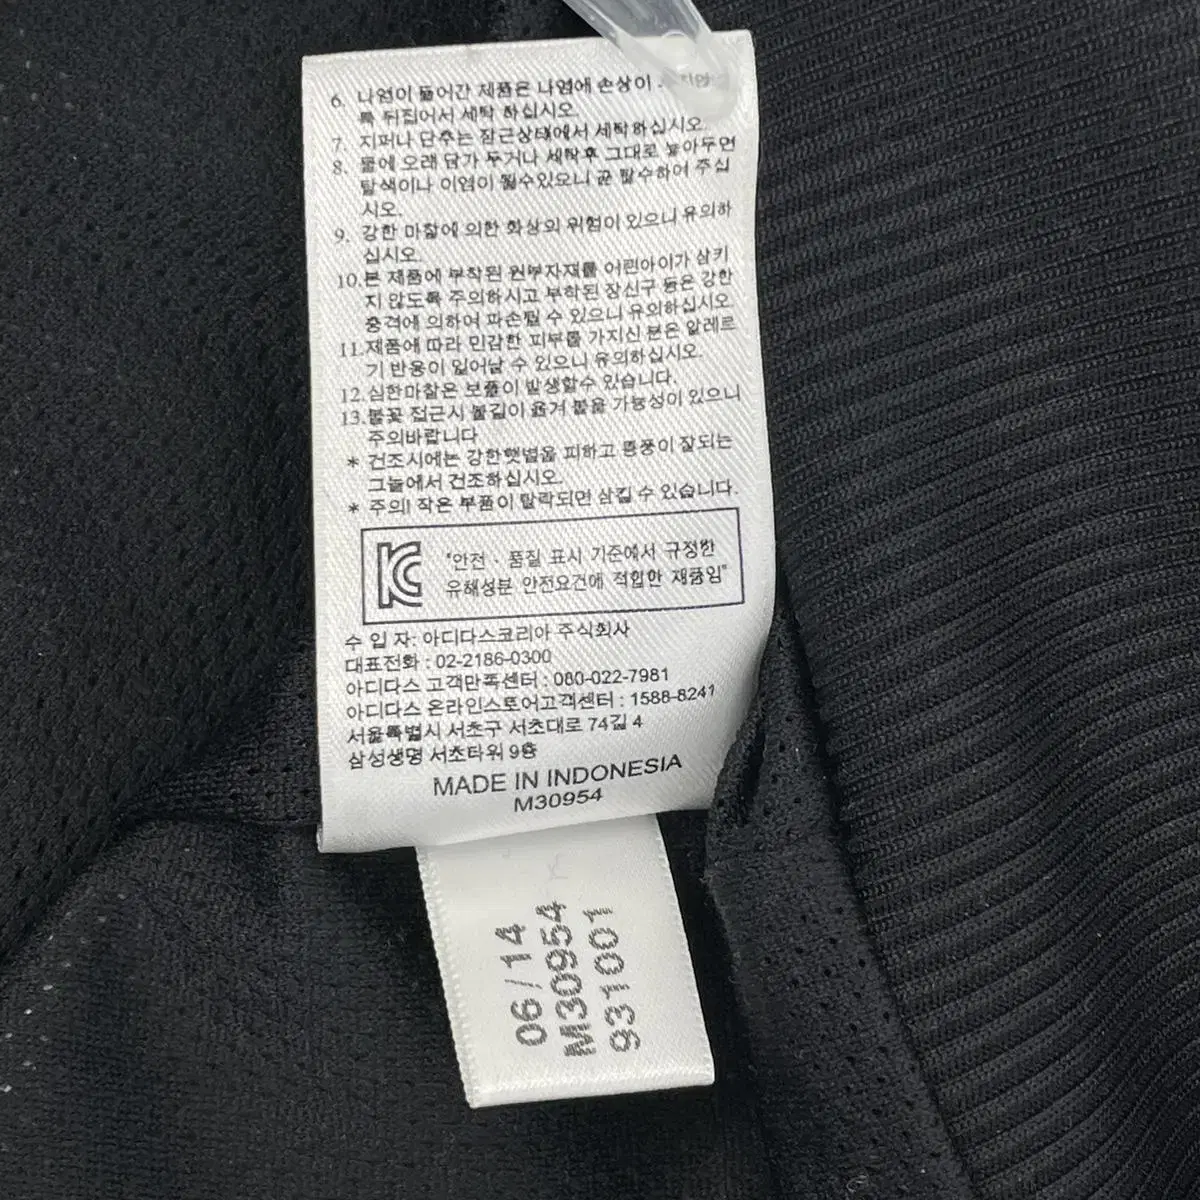 6. 나염이 들어간 제품은 나염에 손상이 지않
록 뒤집어서 세탁 하십시오.
7. 지퍼나 단추는 잠근상태에서 세탁하십시오.
8. 물에 오래 담가 두거나 세탁후 그대로 놓아두면
탈색이나 이염이 될수있으니 곧 탈수하여 주십
시오.
9. 강한 마찰에 의한 화상의 위험이 있으니 유의하
십시오.
10.본 제품에 부착된 원부자재를 어린아이가 삼키
지 않도록 주의하시고 부착된 장신구 등은 강한
충격에 의하여 파손될 수 있으니 유의하십시오.
11.제품에 따라 민감한 피부를 가지신 분은 알레르
기 반응이 일어날 수 있으니 유의하십시오.
12.심한마찰은 보풀이 발생할수 있습니다.
13.불꽃 접근시 불길이 옮겨 붙을 가능성이 있으니
주의바랍니다
* 건조시에는 강한햇볕을 피하고 통풍이 잘되는
그늘에서 건조하십시오.
* 주의! 작은 부품이 탈락되면 삼킬 수 있습니다.
"안전 · 품질 표시 기준에서 규정한
유해성분 안전요건에 적합한 제품임"
수 입 자: 아디다스코리아 주식회사
대표전화 : 02-2186-0300
아디다스 고객만족센터 : 080-022-7981
아디다스 온라인스토어고객센터 : 1588-8241
서울특별시 서초구 서초대로 74길 4
삼성생명 서초타워 9층
MADE IN INDONESIA
M30954
06/14
M30954
931001